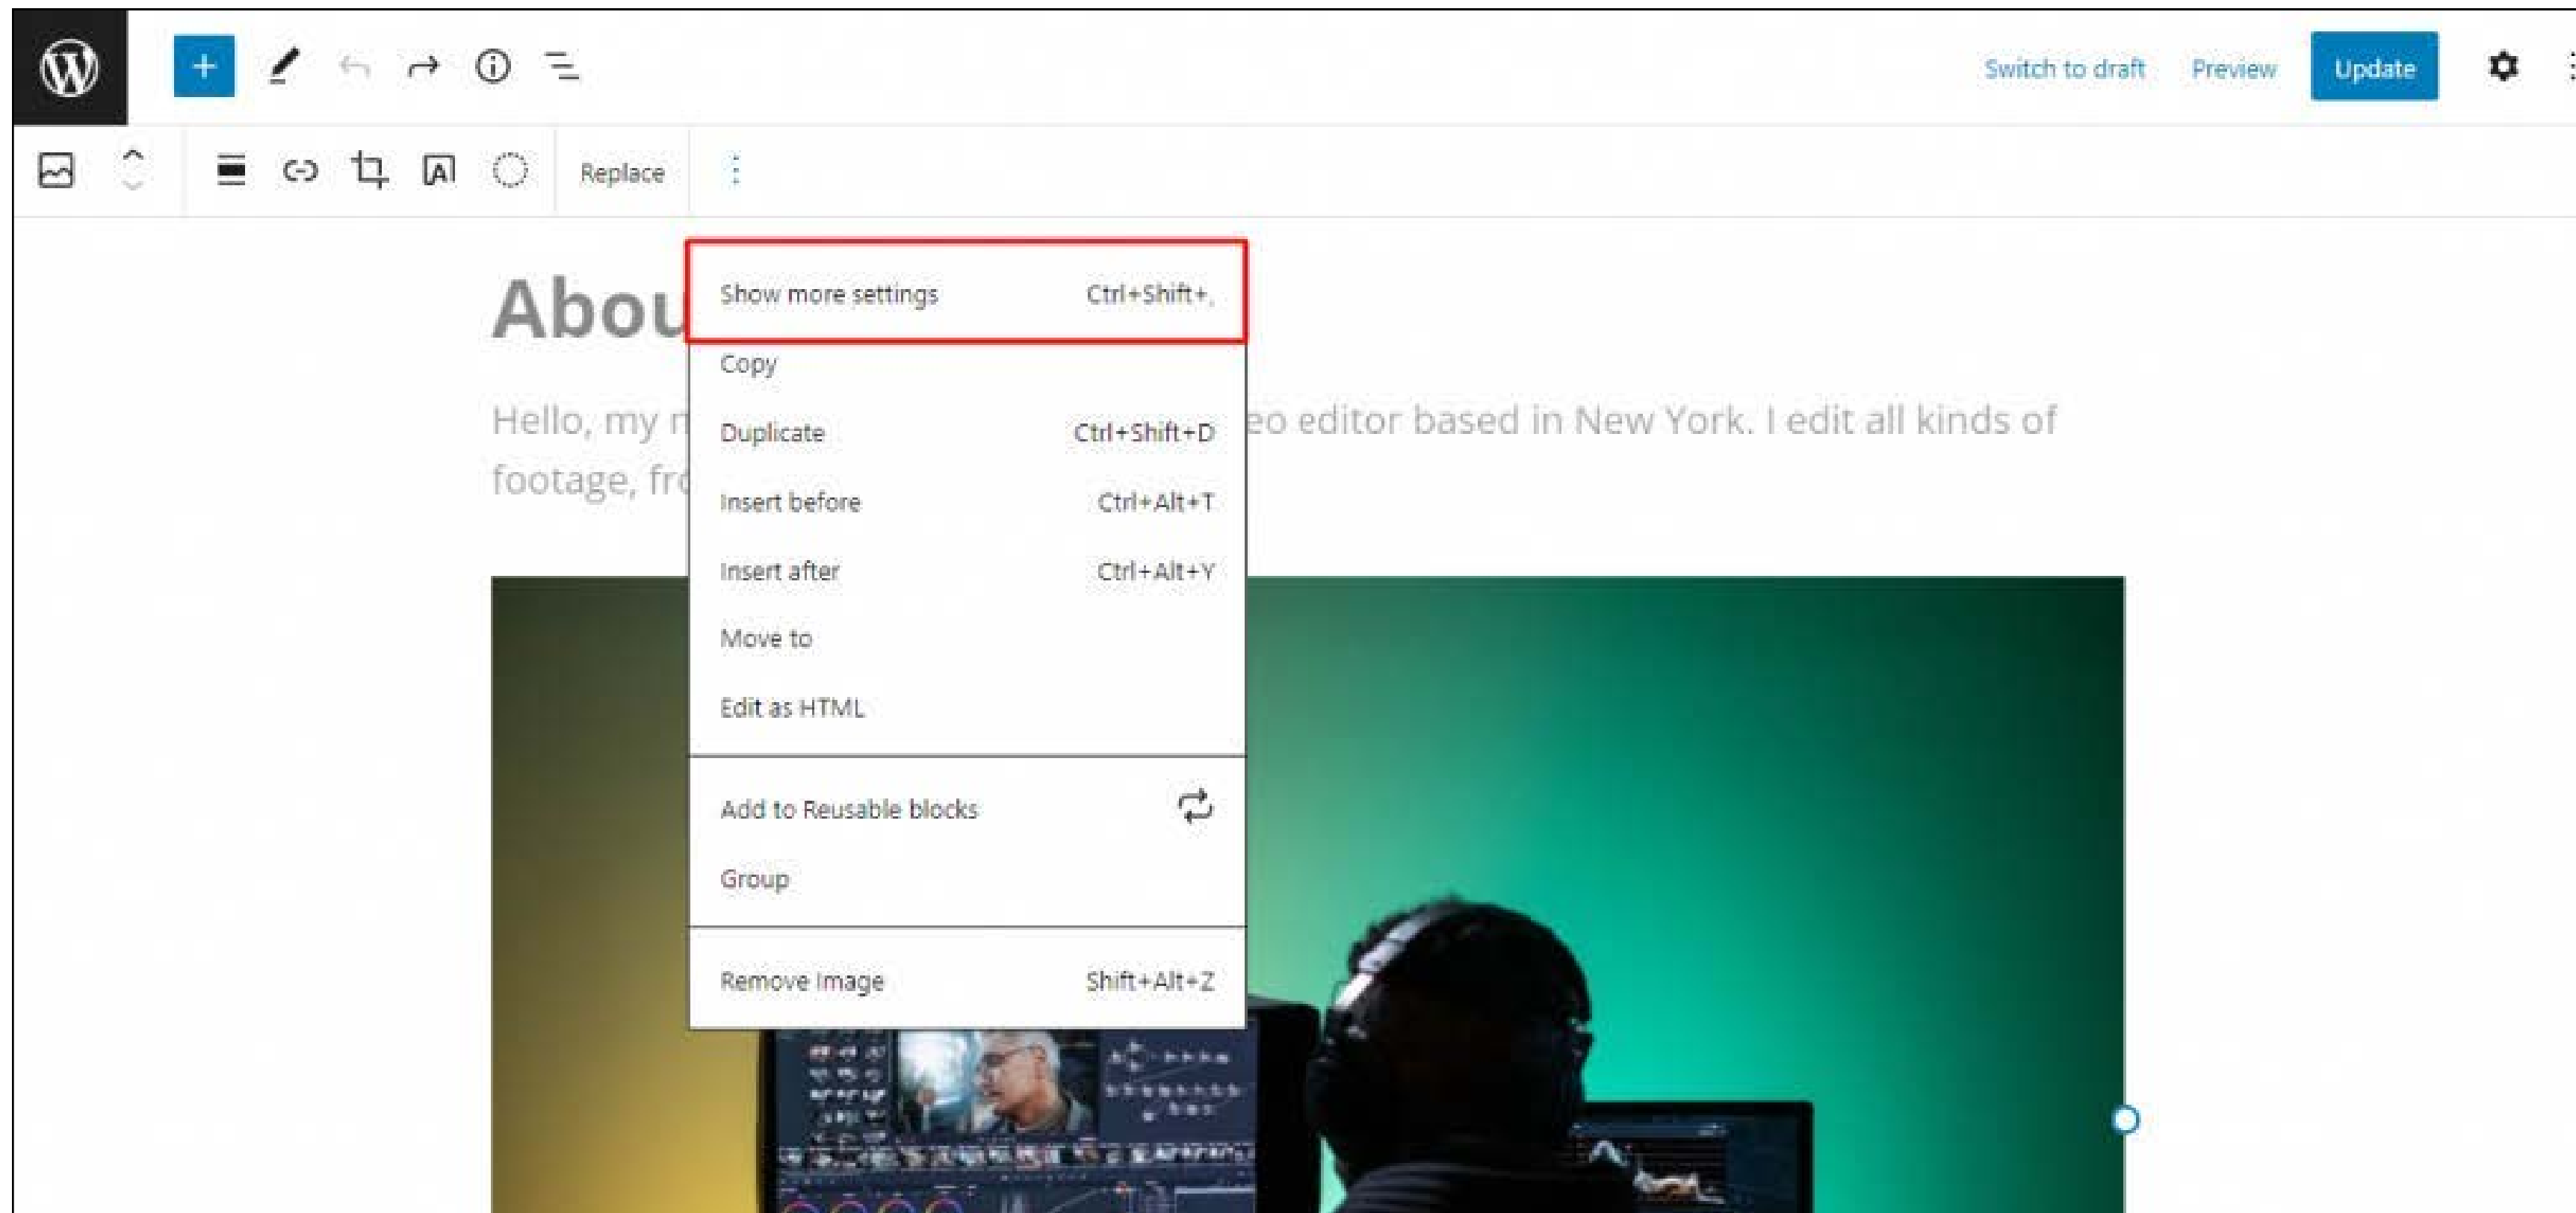 Switch to draft Preview Update
Replace
Show more settings Ctrl+Shift+,
Abou
Copy
Hello, my eo editor based in New York. I edit all kinds of
Duplicate Ctrl+Shift+D
footage,
Insert before Ctrl+Alt+T
Insert after Ctrl+Alt+Y
Move to
Edit as HTML
Add to Reusable blocks
Group
Remove Image Shift+Alt+Z